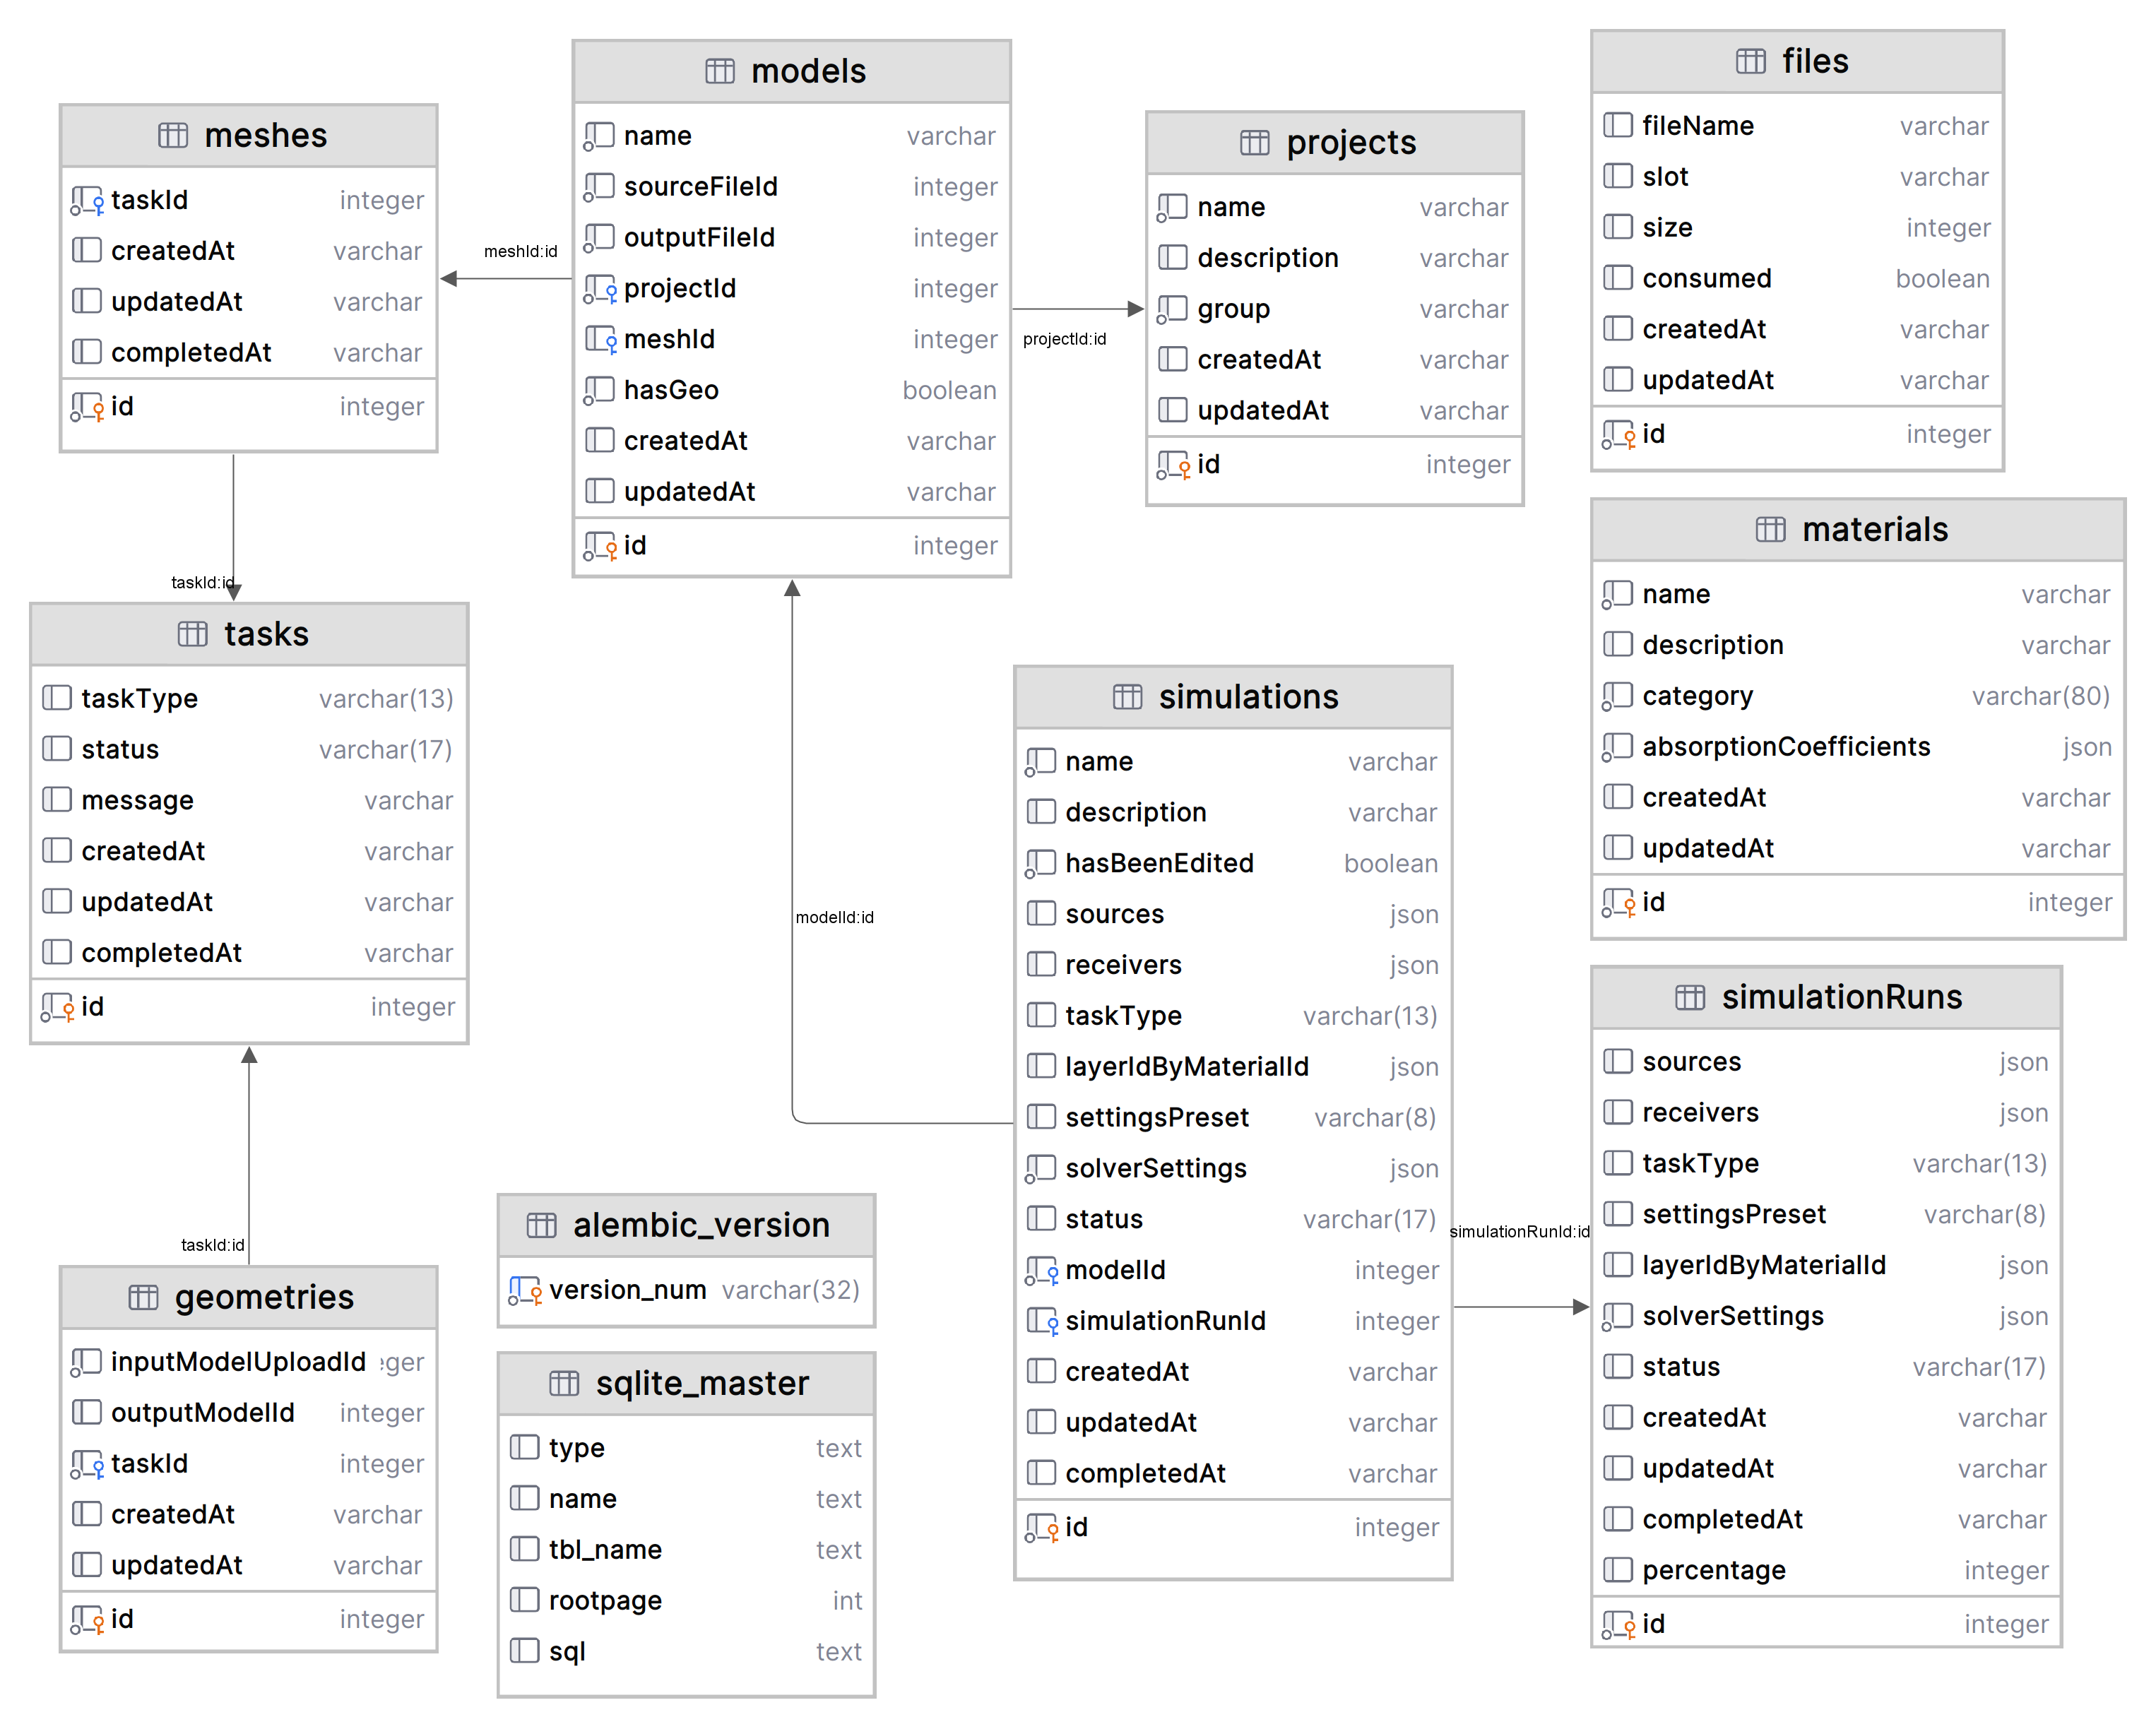 meshes
taskId integer
createdAt varchar
updatedAt varchar
completedAt varchar
id integer
meshId:id
models
name varchar
sourceFileId integer
outputFileId integer
projectId integer
meshId integer
hasGeo boolean
createdAt varchar
updatedAt varchar
id integer
projectId:id
projects
name varchar
description varchar
group varchar
createdAt varchar
updatedAt varchar
id integer
files
fileName varchar
slot varchar
size integer
consumed boolean
createdAt varchar
updatedAt varchar
id integer
materials
name varchar
description varchar
category varchar(80)
absorptionCoefficients json
createdAt varchar
updatedAt varchar
id integer
taskId:id
tasks
taskType varchar(13)
status varchar(17)
message varchar
createdAt varchar
updatedAt varchar
completedAt varchar
id integer
modelId:id
simulations
name varchar
description varchar
hasBeenEdited boolean
sources json
receivers json
taskType varchar(13)
layerIdByMaterialId json
settingsPreset varchar(8)
solverSettings json
status varchar(17)
modelId integer
simulationRunId integer
createdAt varchar
updatedAt varchar
completedAt varchar
id integer
simulationRunId:id
simulationRuns
sources json
receivers json
taskType varchar(13)
settingsPreset varchar(8)
layerIdByMaterialId json
solverSettings json
status varchar(17)
createdAt varchar
updatedAt varchar
completedAt varchar
percentage integer
id integer
taskId:id
geometries
inputModelUploadId eger
outputModelId integer
taskId integer
createdAt varchar
updatedAt varchar
id integer
alembic_version
version_num varchar(32)
sqlite_master
type text
name text
tbl_name text
rootpage int
sql text